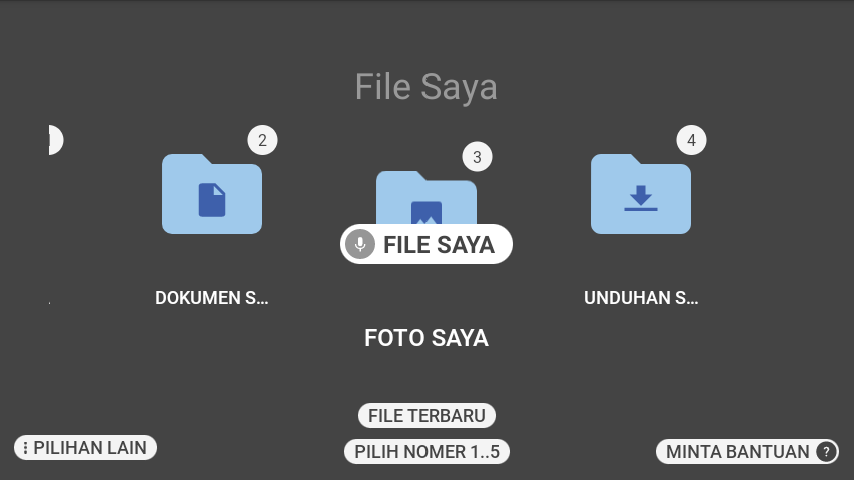 File Saya
2
3
4
FILE SAYA
DOKUMEN S...
UNDUHAN S...
FOTO SAYA
FILE TERBARU
PILIHAN LAIN
PILIH NOMER 1..5
MINTA BANTUAN ?